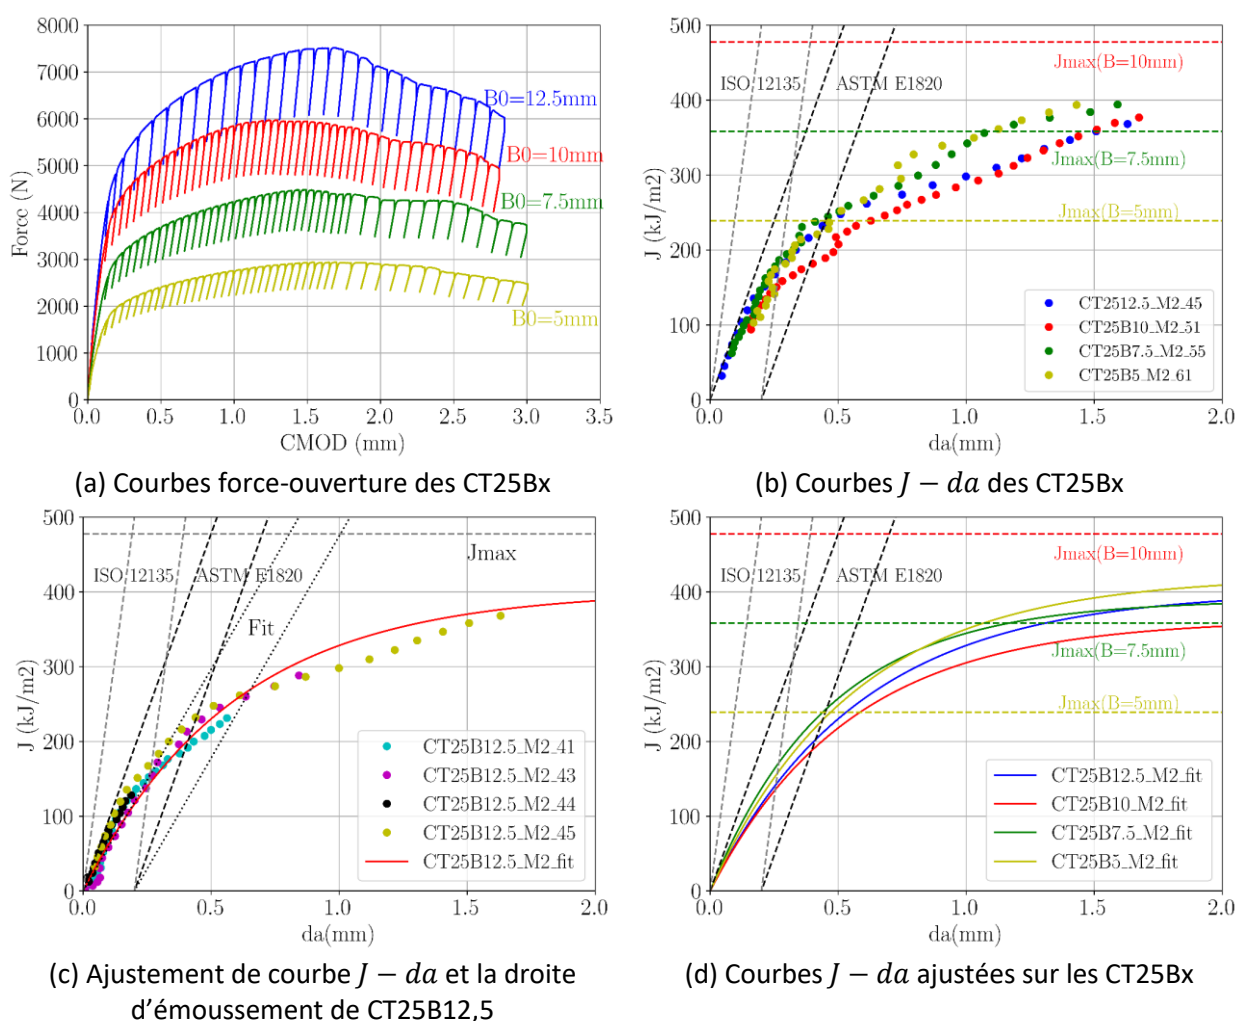 8000
7000
6000
5000
4000
3000
2000
1000
0
Force (N)
B0=12.5mm
B0=10mm
B0=7.5mm
B0=5mm
0.0 0.5 1.0 1.5 2.0 2.5 3.0 3.5
CMOD (mm)
(a) Courbes force-ouverture des CT25Bx
500
400
300
200
100
0
J (kJ/m2)
ISO 12135
ASTM E1820
Jmax(B=10mm)
Jmax(B=7.5mm)
Jmax(B=5mm)
CT2512.5_M2_45
CT25B10_M2_51
CT25B7.5_M2_55
CT25B5_M2_61
0.0 0.5 1.0 1.5 2.0
da(mm)
(b) Courbes J − da des CT25Bx
500
400
300
200
100
0
J (kJ/m2)
Jmax
ISO 12135
ASTM E1820
Fit
CT25B12.5_M2_41
CT25B12.5_M2_43
CT25B12.5_M2_44
CT25B12.5_M2_45
CT25B12.5_M2_fit
0.0 0.5 1.0 1.5 2.0
da(mm)
(c) Ajustement de courbe J − da et la droite
d’émoussement de CT25B12,5
500
400
300
200
100
0
J (kJ/m2)
ISO 12135
ASTM E1820
Jmax(B=10mm)
Jmax(B=7.5mm)
Jmax(B=5mm)
CT25B12.5_M2_fit
CT25B10_M2_fit
CT25B7.5_M2_fit
CT25B5_M2_fit
0.0 0.5 1.0 1.5 2.0
da(mm)
(d) Courbes J − da ajustées sur les CT25Bx